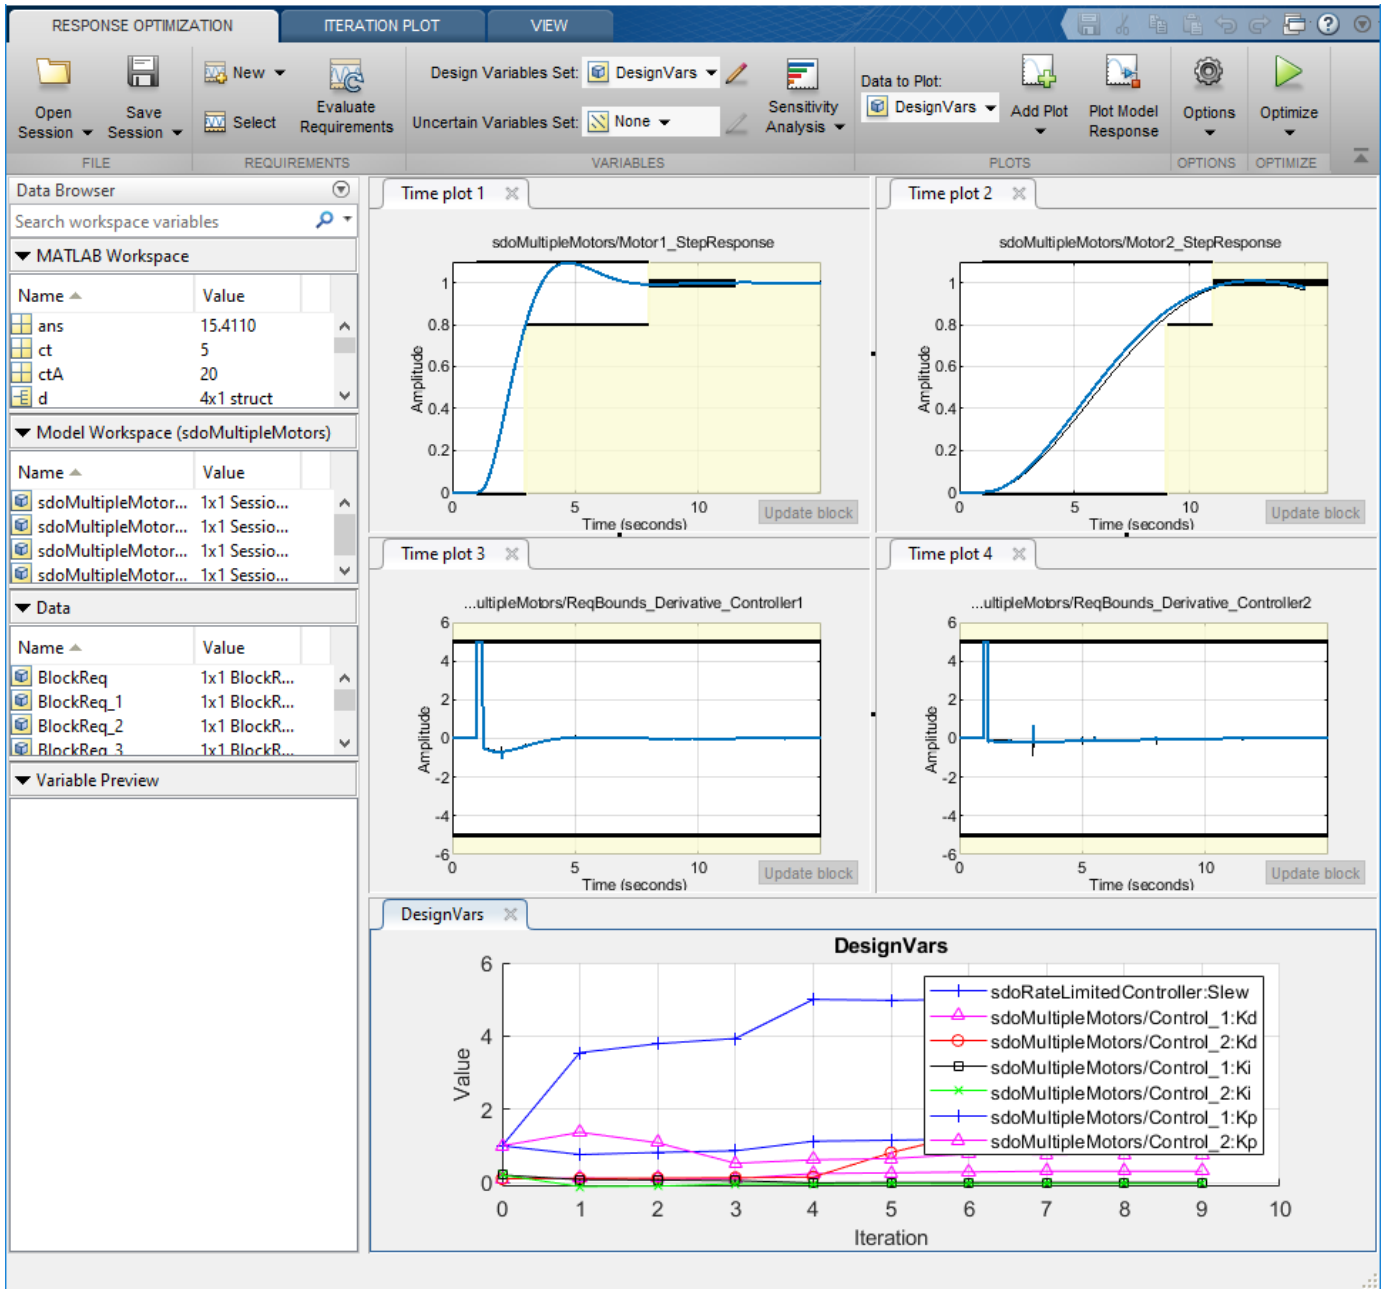 RESPONSE OPTIMIZATION
ITERATION PLOT
VIEW
Open Session
Save Session
New
Select
Evaluate Requirements
Design Variables Set: DesignVars
Uncertain Variables Set: None
Sensitivity Analysis
Data to Plot:
DesignVars
Add Plot
Plot Model Response
Options
Optimize
FILE
REQUIREMENTS
VARIABLES
PLOTS
OPTIONS
OPTIMIZE
Data Browser
Search workspace variables
MATLAB Workspace
Name Value
ans 15.4110
ct 5
ctA 20
d 4x1 struct
Model Workspace (sdoMultipleMotors)
Name Value
sdoMultipleMotor... 1x1 Sessio...
sdoMultipleMotor... 1x1 Sessio...
sdoMultipleMotor... 1x1 Sessio...
sdoMultipleMotor... 1x1 Sessio...
Data
Name Value
BlockReq 1x1 BlockR...
BlockReq_1 1x1 BlockR...
BlockReq_2 1x1 BlockR...
BlockReq_3 1x1 BlockR...
Variable Preview
Time plot 1
sdoMultipleMotors/Motor1_StepResponse
1
0.8
0.6
0.4
0.2
0
Amplitude
0 5 10
Time (seconds)
Update block
Time plot 2
sdoMultipleMotors/Motor2_StepResponse
1
0.8
0.6
0.4
0.2
0
Amplitude
0 5 10
Time (seconds)
Update block
Time plot 3
...ultipleMotors/ReqBounds_Derivative_Controller1
6
4
2
0
-2
-4
-6
Amplitude
0 5 10
Time (seconds)
Update block
Time plot 4
...ultipleMotors/ReqBounds_Derivative_Controller2
6
4
2
0
-2
-4
-6
Amplitude
0 5 10
Time (seconds)
Update block
DesignVars
DesignVars
6
4
2
0
Value
sdoRateLimitedController:Slew
sdoMultipleMotors/Control_1:Kd
sdoMultipleMotors/Control_2:Kd
sdoMultipleMotors/Control_1:Ki
sdoMultipleMotors/Control_2:Ki
sdoMultipleMotors/Control_1:Kp
sdoMultipleMotors/Control_2:Kp
0 1 2 3 4 5 6 7 8 9 10
Iteration